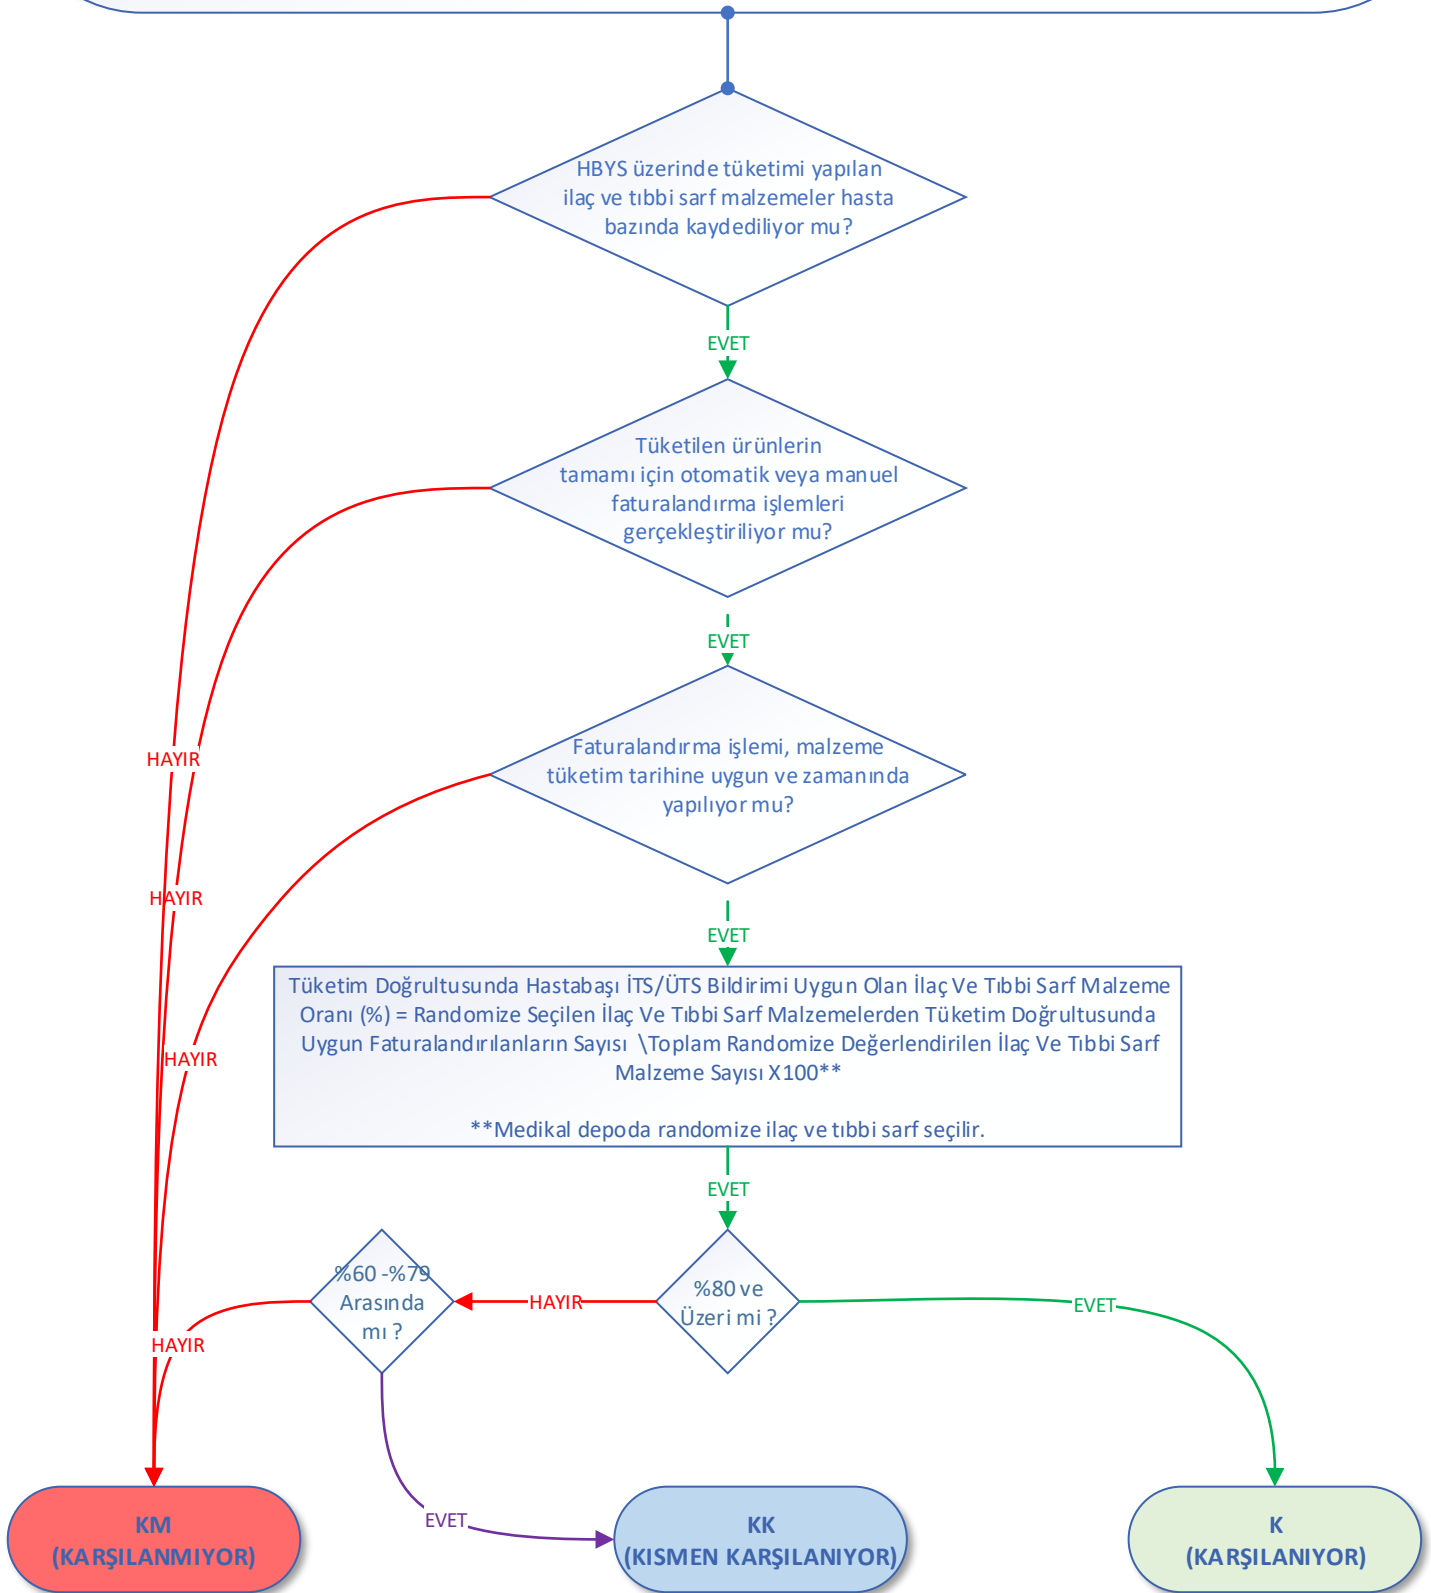 HBYS üzerinde tüketimi yapılan
ilaç ve tıbbi sarf malzemeler hasta
bazında kaydediliyor mu?
EVET
Tüketilen ürünlerin
tamamı için otomatik veya manuel
faturalandırma işlemleri
gerçekleştiriliyor mu?
EVET
Faturalandırma işlemi, malzeme
tüketim tarihine uygun ve zamanında
yapılıyor mu?
HAYIR
HAYIR
EVET
Tüketim Doğrultusunda Hastabaşı İTS/ÜTS Bildirimi Uygun Olan İlaç Ve Tıbbi Sarf Malzeme
Oranı (%) = Randomize Seçilen İlaç Ve Tıbbi Sarf Malzemelerden Tüketim Doğrultusunda
Uygun Faturalandırılanların Sayısı \Toplam Randomize Değerlendirilen İlaç Ve Tıbbi Sarf
Malzeme Sayısı X100**
**Medikal depoda randomize ilaç ve tıbbi sarf seçilir.
HAYIR
EVET
%60 -%79
Arasında
mı ?
HAYIR
%80 ve
Üzeri mi ?
EVET
HAYIR
EVET
KM
(KARŞILANMIYOR)
KK
(KISMEN KARŞILANIYOR)
K
(KARŞILANIYOR)